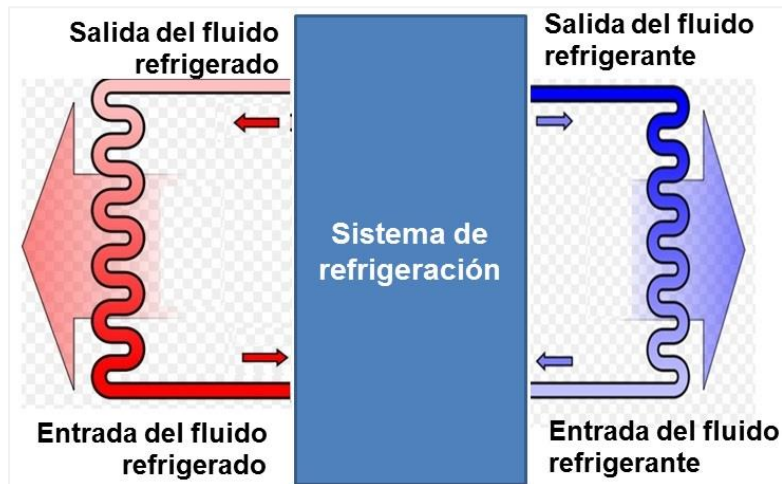 Salida del fluido
refrigerado
Salida del fluido
refrigerante
Sistema de
refrigeración
Entrada del fluido
refrigerado
Entrada del fluido
refrigerante